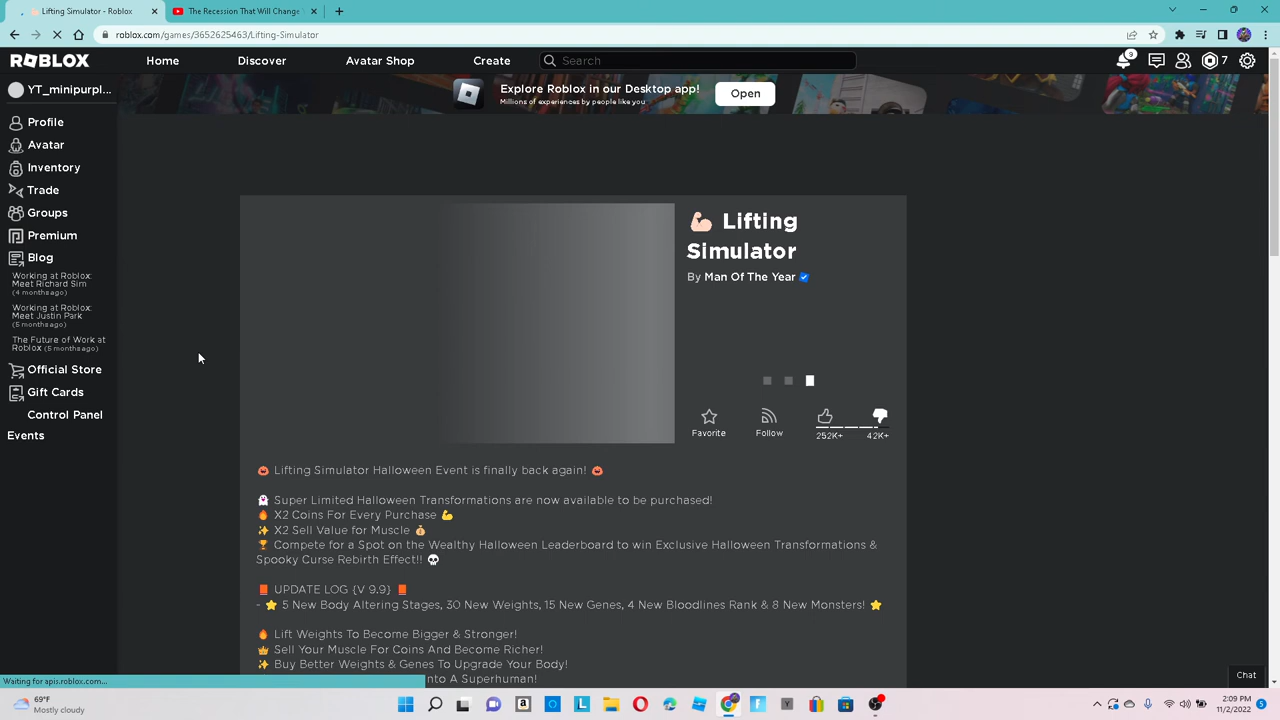 Lifting Simulator - Roblox
The Recession That Will Change
roblox.com/games/3652625463/Lifting-Simulator
ROBLOX
Home
Discover
Avatar Shop
Create
Search
9
7
YT_minipurpl...
Explore Roblox in our Desktop app!
Millions of experiences by people like you
Open
Profile
Avatar
Inventory
Trade
Groups
Premium
Blog
Working at Roblox:
Meet Richard Sim
(4 months ago)
Working at Roblox:
Meet Justin Park
(5 months ago)
The Future of Work at
Roblox (5 months ago)
Official Store
Gift Cards
Control Panel
Events
💪🏻 Lifting
Simulator
By Man Of The Year
Favorite
Follow
252K+
42K+
🎃 Lifting Simulator Halloween Event is finally back again! 🎃
👻 Super Limited Halloween Transformations are now available to be purchased!
🔥 X2 Coins For Every Purchase 💪
✨ X2 Sell Value for Muscle 💰
🏆 Compete for a Spot on the Wealthy Halloween Leaderboard to win Exclusive Halloween Transformations &
Spooky Curse Rebirth Effect!! 💀
📕 UPDATE LOG {V 9.9} 📕
- ⭐ 5 New Body Altering Stages, 30 New Weights, 15 New Genes, 4 New Bloodlines Rank & 8 New Monsters! ⭐
🔥 Lift Weights To Become Bigger & Stronger!
👑 Sell Your Muscle For Coins And Become Richer!
✨ Buy Better Weights & Genes To Upgrade Your Body!
nto A Superhuman!
Waiting for apis.roblox.com...
Chat
69°F
Mostly cloudy
2:09 PM
11/2/2022
5